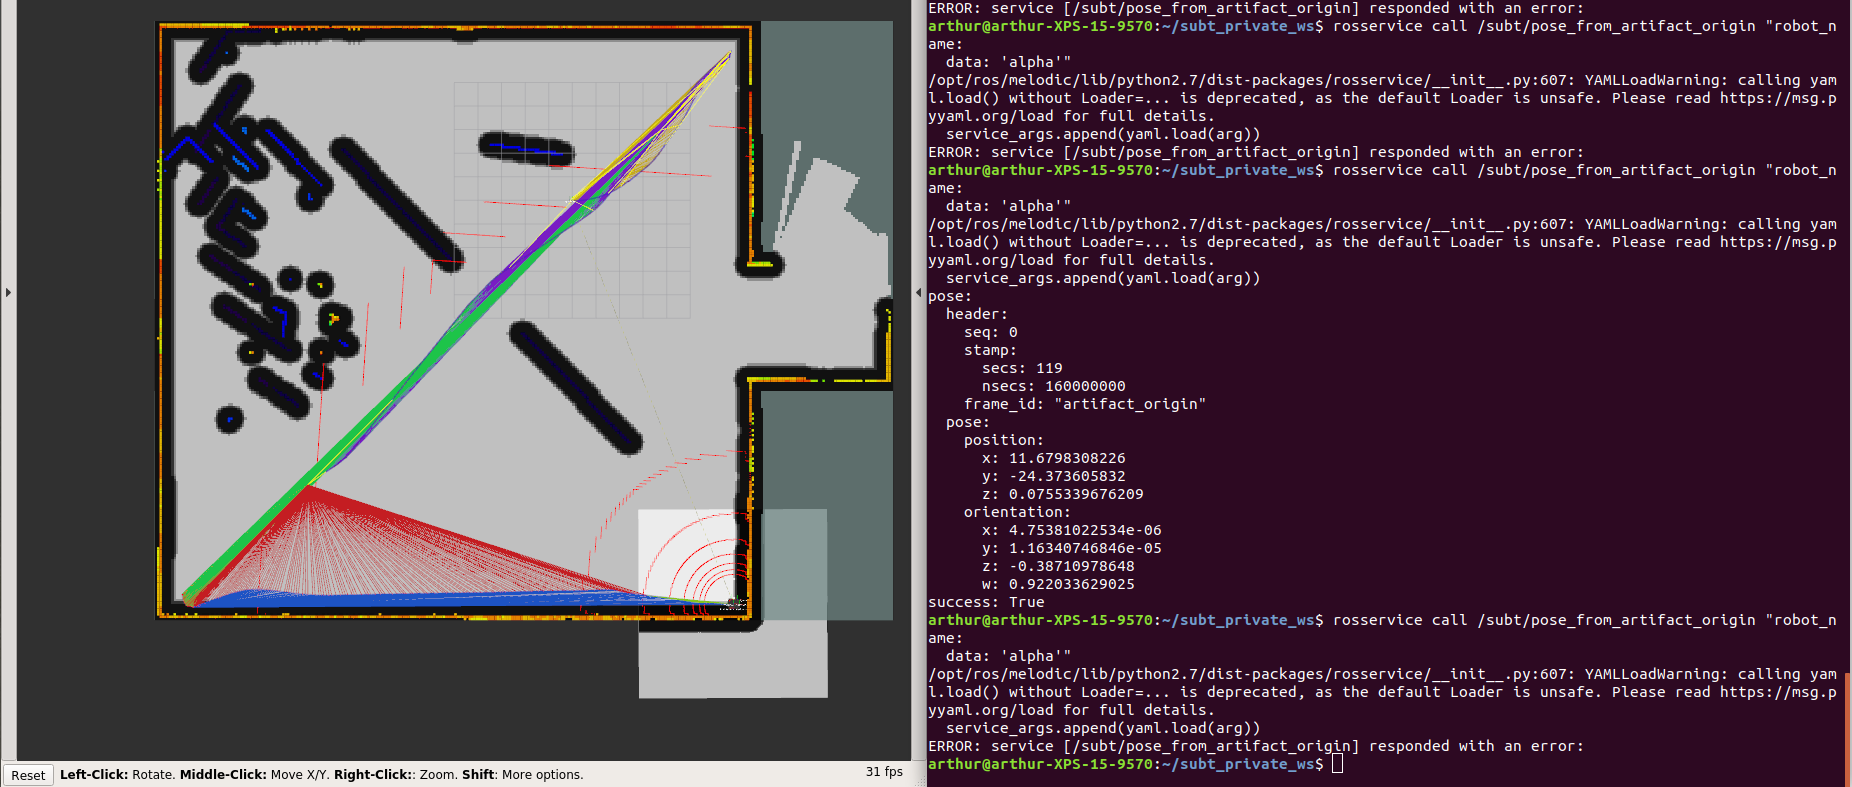 ERROR: service [/subt/pose_from_artifact_origin] responded with an error:
arthur@arthur-XPS-15-9570:~/subt_private_ws$ rosservice call /subt/pose_from_artifact_origin "robot_n
ame:
  data: 'alpha'"
/opt/ros/melodic/lib/python2.7/dist-packages/rosservice/__init__.py:607: YAMLLoadWarning: calling yam
l.load() without Loader=... is deprecated, as the default Loader is unsafe. Please read https://msg.p
yyaml.org/load for full details.
  service_args.append(yaml.load(arg))
ERROR: service [/subt/pose_from_artifact_origin] responded with an error:
arthur@arthur-XPS-15-9570:~/subt_private_ws$ rosservice call /subt/pose_from_artifact_origin "robot_n
ame:
  data: 'alpha'"
/opt/ros/melodic/lib/python2.7/dist-packages/rosservice/__init__.py:607: YAMLLoadWarning: calling yam
l.load() without Loader=... is deprecated, as the default Loader is unsafe. Please read https://msg.p
yyaml.org/load for full details.
  service_args.append(yaml.load(arg))
pose:
  header:
    seq: 0
    stamp:
      secs: 119
      nsecs: 160000000
    frame_id: "artifact_origin"
  pose:
    position:
      x: 11.6798308226
      y: -24.373605832
      z: 0.0755339676209
    orientation:
      x: 4.75381022534e-06
      y: 1.16340746846e-05
      z: -0.38710978648
      w: 0.922033629025
success: True
arthur@arthur-XPS-15-9570:~/subt_private_ws$ rosservice call /subt/pose_from_artifact_origin "robot_n
ame:
  data: 'alpha'"
/opt/ros/melodic/lib/python2.7/dist-packages/rosservice/__init__.py:607: YAMLLoadWarning: calling yam
l.load() without Loader=... is deprecated, as the default Loader is unsafe. Please read https://msg.p
yyaml.org/load for full details.
  service_args.append(yaml.load(arg))
ERROR: service [/subt/pose_from_artifact_origin] responded with an error:
arthur@arthur-XPS-15-9570:~/subt_private_ws$
Reset Left-Click: Rotate. Middle-Click: Move X/Y. Right-Click:: Zoom. Shift: More options. 31 fps